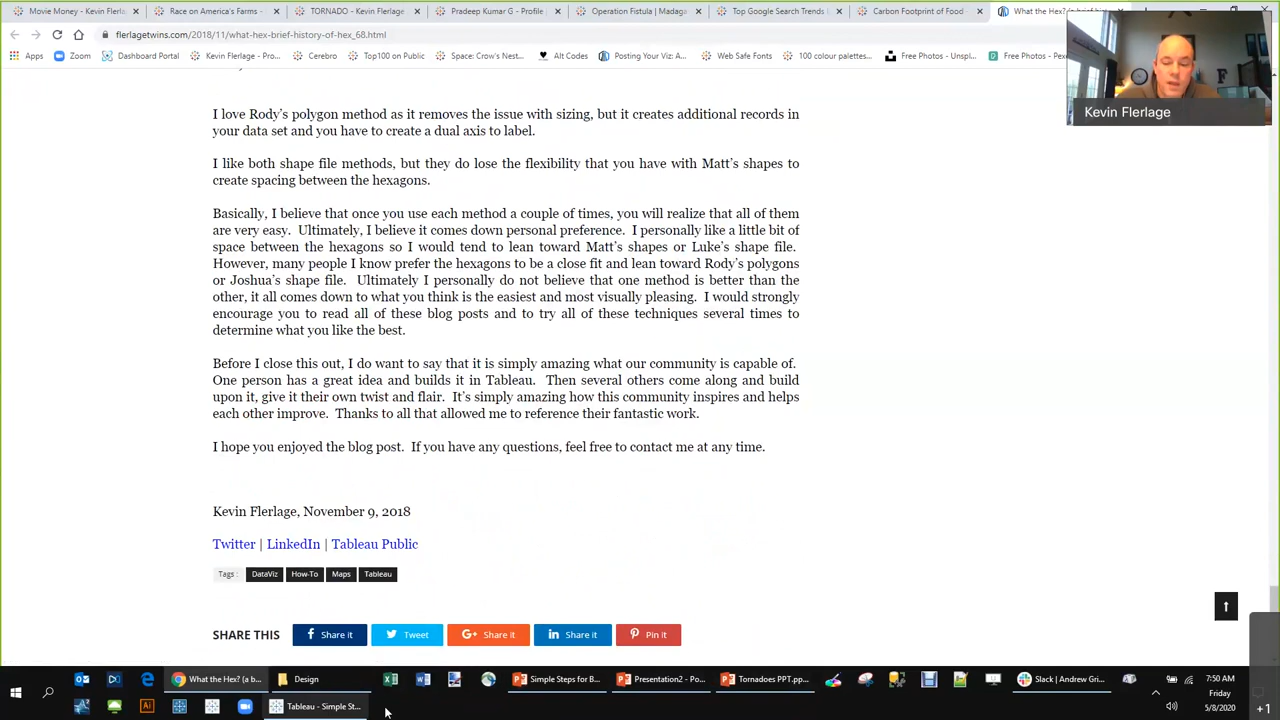 Movie Money - Kevin Flerla
Race on America's Farms -
TORNADO - Kevin Flerlage
Pradeep Kumar G - Profile
Operation Fistula | Madaga
Top Google Search Trends
Carbon Footprint of Food
What the Hex? (a brief his
flerlagetwins.com/2018/11/what-hex-brief-history-of-hex_68.html
Apps
Zoom
Dashboard Portal
Kevin Flerlage - Pro...
Cerebro
Top100 on Public
Space: Crow's Nest...
Alt Codes
Posting Your Viz: A...
Web Safe Fonts
100 colour palettes...
Free Photos - Unspl...
Free Photos - Pex
Kevin Flerlage
I love Rody's polygon method as it removes the issue with sizing, but it creates additional records in
your data set and you have to create a dual axis to label.
I like both shape file methods, but they do lose the flexibility that you have with Matt's shapes to
create spacing between the hexagons.
Basically, I believe that once you use each method a couple of times, you will realize that all of them
are very easy. Ultimately, I believe it comes down personal preference. I personally like a little bit of
space between the hexagons so I would tend to lean toward Matt's shapes or Luke's shape file.
However, many people I know prefer the hexagons to be a close fit and lean toward Rody's polygons
or Joshua's shape file. Ultimately I personally do not believe that one method is better than the
other, it all comes down to what you think is the easiest and most visually pleasing. I would strongly
encourage you to read all of these blog posts and to try all of these techniques several times to
determine what you like the best.
Before I close this out, I do want to say that it is simply amazing what our community is capable of.
One person has a great idea and builds it in Tableau. Then several others come along and build
upon it, give it their own twist and flair. It's simply amazing how this community inspires and helps
each other improve. Thanks to all that allowed me to reference their fantastic work.
I hope you enjoyed the blog post. If you have any questions, feel free to contact me at any time.
Kevin Flerlage, November 9, 2018
Twitter | LinkedIn | Tableau Public
Tags : DataViz How-To Maps Tableau
SHARE THIS Share it Tweet Share it Share it Pin it
What the Hex? (a b...
Design
Simple Steps for B...
Presentation2 - Po...
Tornadoes PPT.pp...
Slack | Andrew Gri...
7:50 AM
Friday
5/8/2020
Tableau - Simple St...
+1